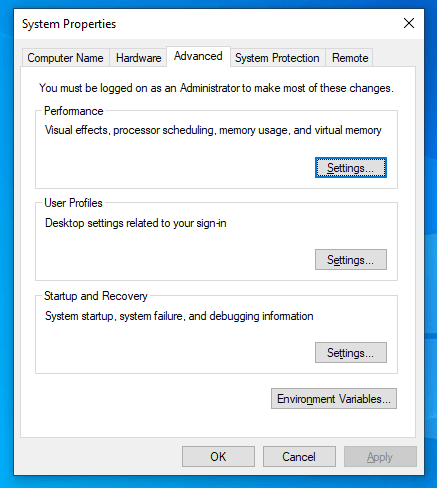 System Properties
Computer Name Hardware Advanced System Protection Remote
You must be logged on as an Administrator to make most of these changes.
Performance
Visual effects, processor scheduling, memory usage, and virtual memory
Settings...
User Profiles
Desktop settings related to your sign-in
Settings...
Startup and Recovery
System startup, system failure, and debugging information
Settings...
Environment Variables...
OK Cancel Apply